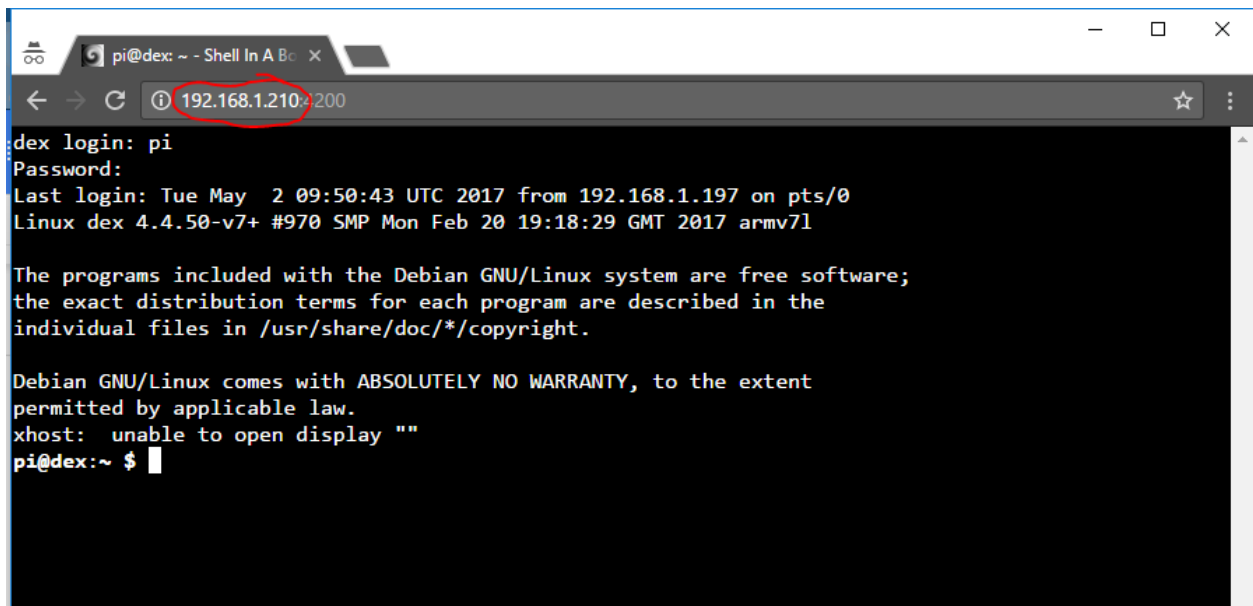 pi@dex: ~ - Shell In A Bo
192.168.1.210:4200
dex login: pi
Password:
Last login: Tue May  2 09:50:43 UTC 2017 from 192.168.1.197 on pts/0
Linux dex 4.4.50-v7+ #970 SMP Mon Feb 20 19:18:29 GMT 2017 armv7l
The programs included with the Debian GNU/Linux system are free software;
the exact distribution terms for each program are described in the
individual files in /usr/share/doc/*/copyright.
Debian GNU/Linux comes with ABSOLUTELY NO WARRANTY, to the extent
permitted by applicable law.
xhost:  unable to open display ""
pi@dex:~ $